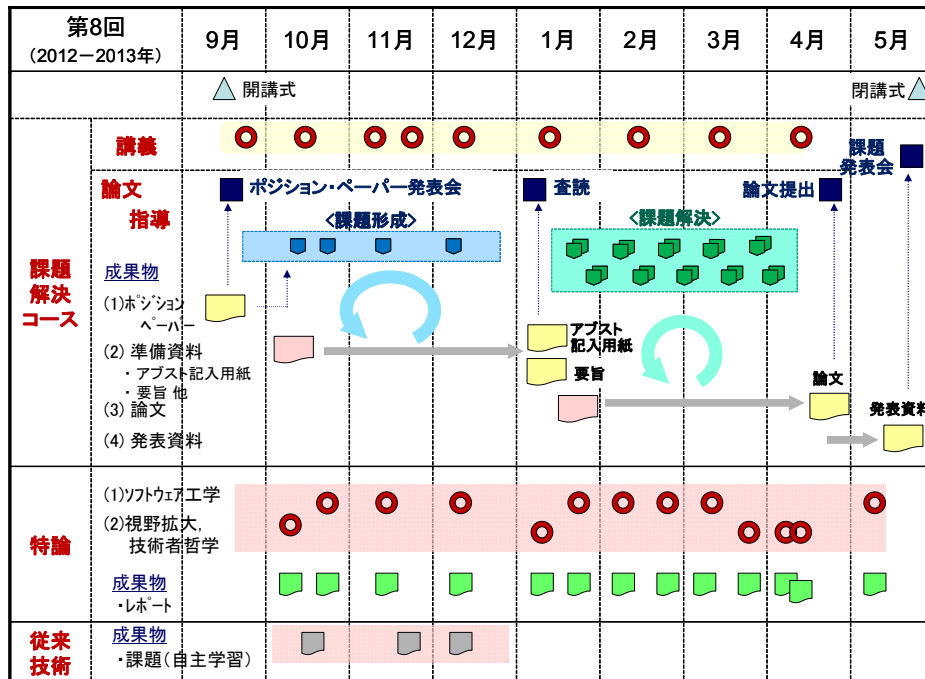 第8回
(2012－2013年)
9月
10月
11月
12月
1月
2月
3月
4月
5月
開講式
閉講式
講義
課題
発表会
論文
指導
ポジション・ペーパー発表会
査読
論文提出
<課題形成>
<課題解決>
課題
解決
コース
成果物
(1)ポジション
ペーパー
(2) 準備資料
・アブスト記入用紙
・要旨 他
(3) 論文
(4) 発表資料
アブスト
記入用紙
要旨
論文
発表資料
特論
(1)ソフトウェア工学
(2)視野拡大,
技術者哲学
成果物
・レポート
従来
技術
成果物
・課題(自主学習)